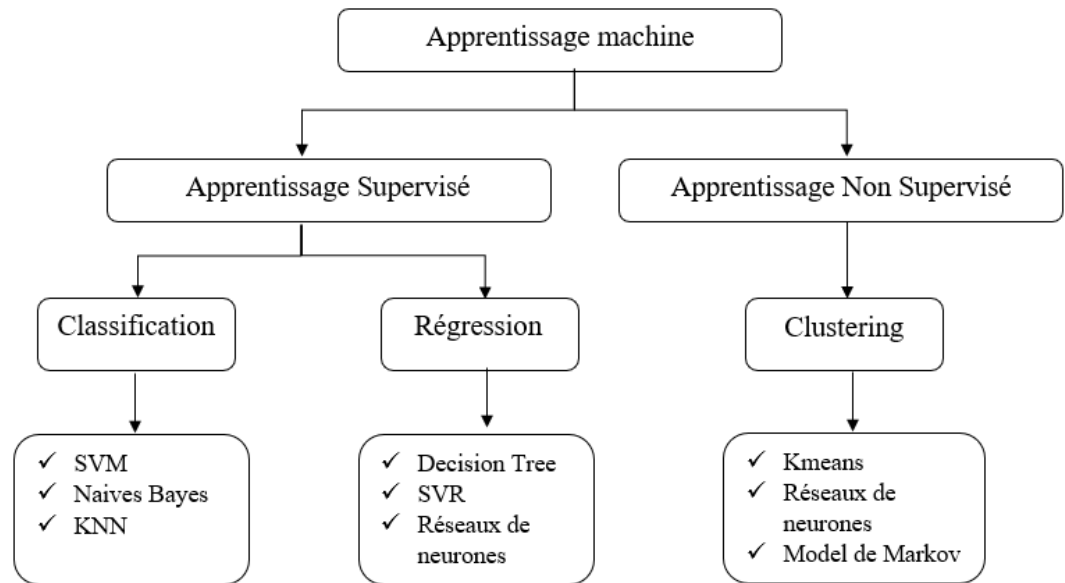 Apprentissage machine
Apprentissage Supervisé
Apprentissage Non Supervisé
Classification
Régression
Clustering
✓ SVM
✓ Naives Bayes
✓ KNN
✓ Decision Tree
✓ SVR
✓ Réseaux de
neurones
✓ Kmeans
✓ Réseaux de
neurones
✓ Model de Markov